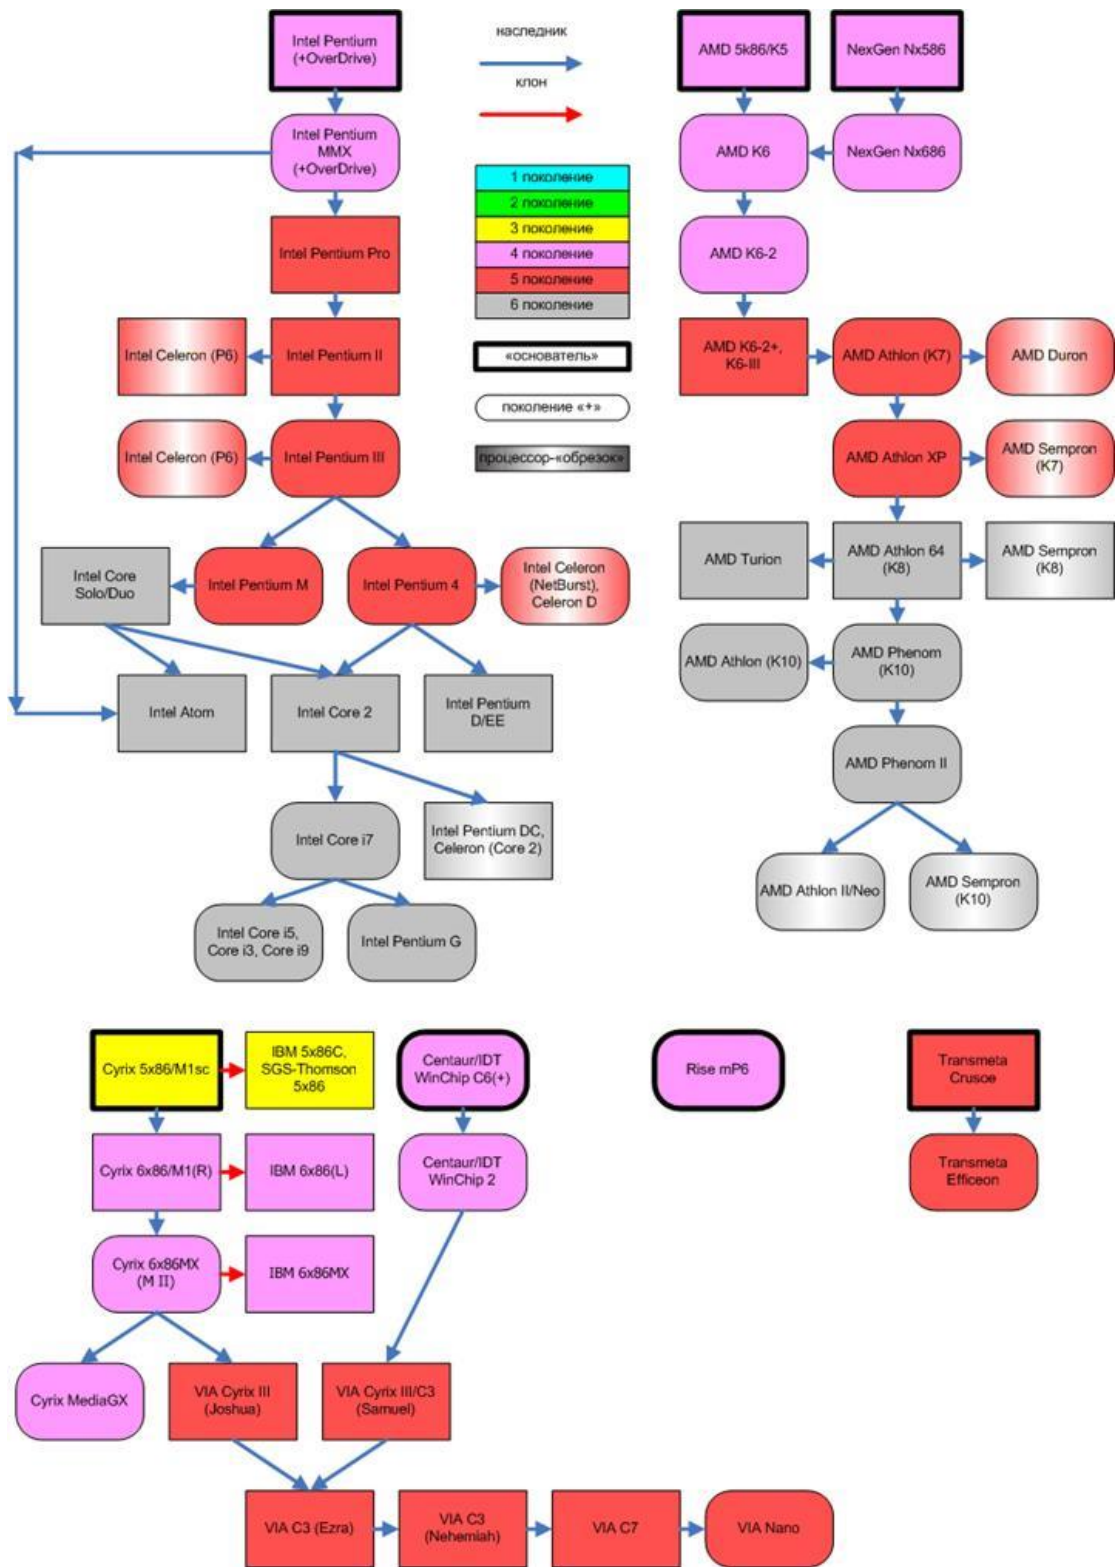 Intel Pentium
(+OverDrive)
наследник
клон
AMD 5k86/K5
NexGen Nx586
Intel Pentium
MMX
(+OverDrive)
AMD K6
NexGen Nx686
1 поколение
2 поколение
3 поколение
4 поколение
5 поколение
6 поколение
Intel Pentium Pro
AMD K6-2
Intel Celeron (P6)
Intel Pentium II
«основатель»
AMD K6-2+,
K6-III
AMD Athlon (K7)
AMD Duron
поколение «+»
Intel Celeron (P6)
Intel Pentium III
процессор-«обрезок»
AMD Athlon XP
AMD Sempron
(K7)
Intel Core
Solo/Duo
Intel Pentium M
Intel Pentium 4
Intel Celeron
(NetBurst),
Celeron D
AMD Turion
AMD Athlon 64
(K8)
AMD Sempron
(K8)
AMD Athlon (K10)
AMD Phenom
(K10)
Intel Atom
Intel Core 2
Intel Pentium
D/EE
AMD Phenom II
Intel Core i7
Intel Pentium DC,
Celeron (Core 2)
AMD Athlon II/Neo
AMD Sempron
(K10)
Intel Core i5,
Core i3, Core i9
Intel Pentium G
Cyrix 5x86/M1sc
IBM 5x86C,
SGS-Thomson
5x86
Centaur/IDT
WinChip C6(+)
Rise mP6
Transmeta
Crusoe
Cyrix 6x86/M1(R)
IBM 6x86(L)
Centaur/IDT
WinChip 2
Transmeta
Efficeon
Cyrix 6x86MX
(M II)
IBM 6x86MX
Cyrix MediaGX
VIA Cyrix III
(Joshua)
VIA Cyrix III/C3
(Samuel)
VIA C3 (Ezra)
VIA C3
(Nehemiah)
VIA C7
VIA Nano